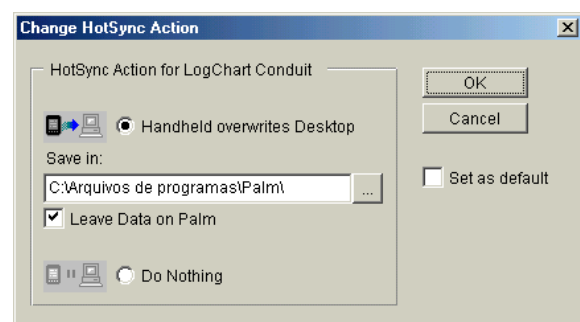 Change HotSync Action
HotSync Action for LogChart Conduit
Handheld overwrites Desktop
Save in:
C:\Arquivos de programas\Palm\
...
Leave Data on Palm
Do Nothing
OK
Cancel
Set as default